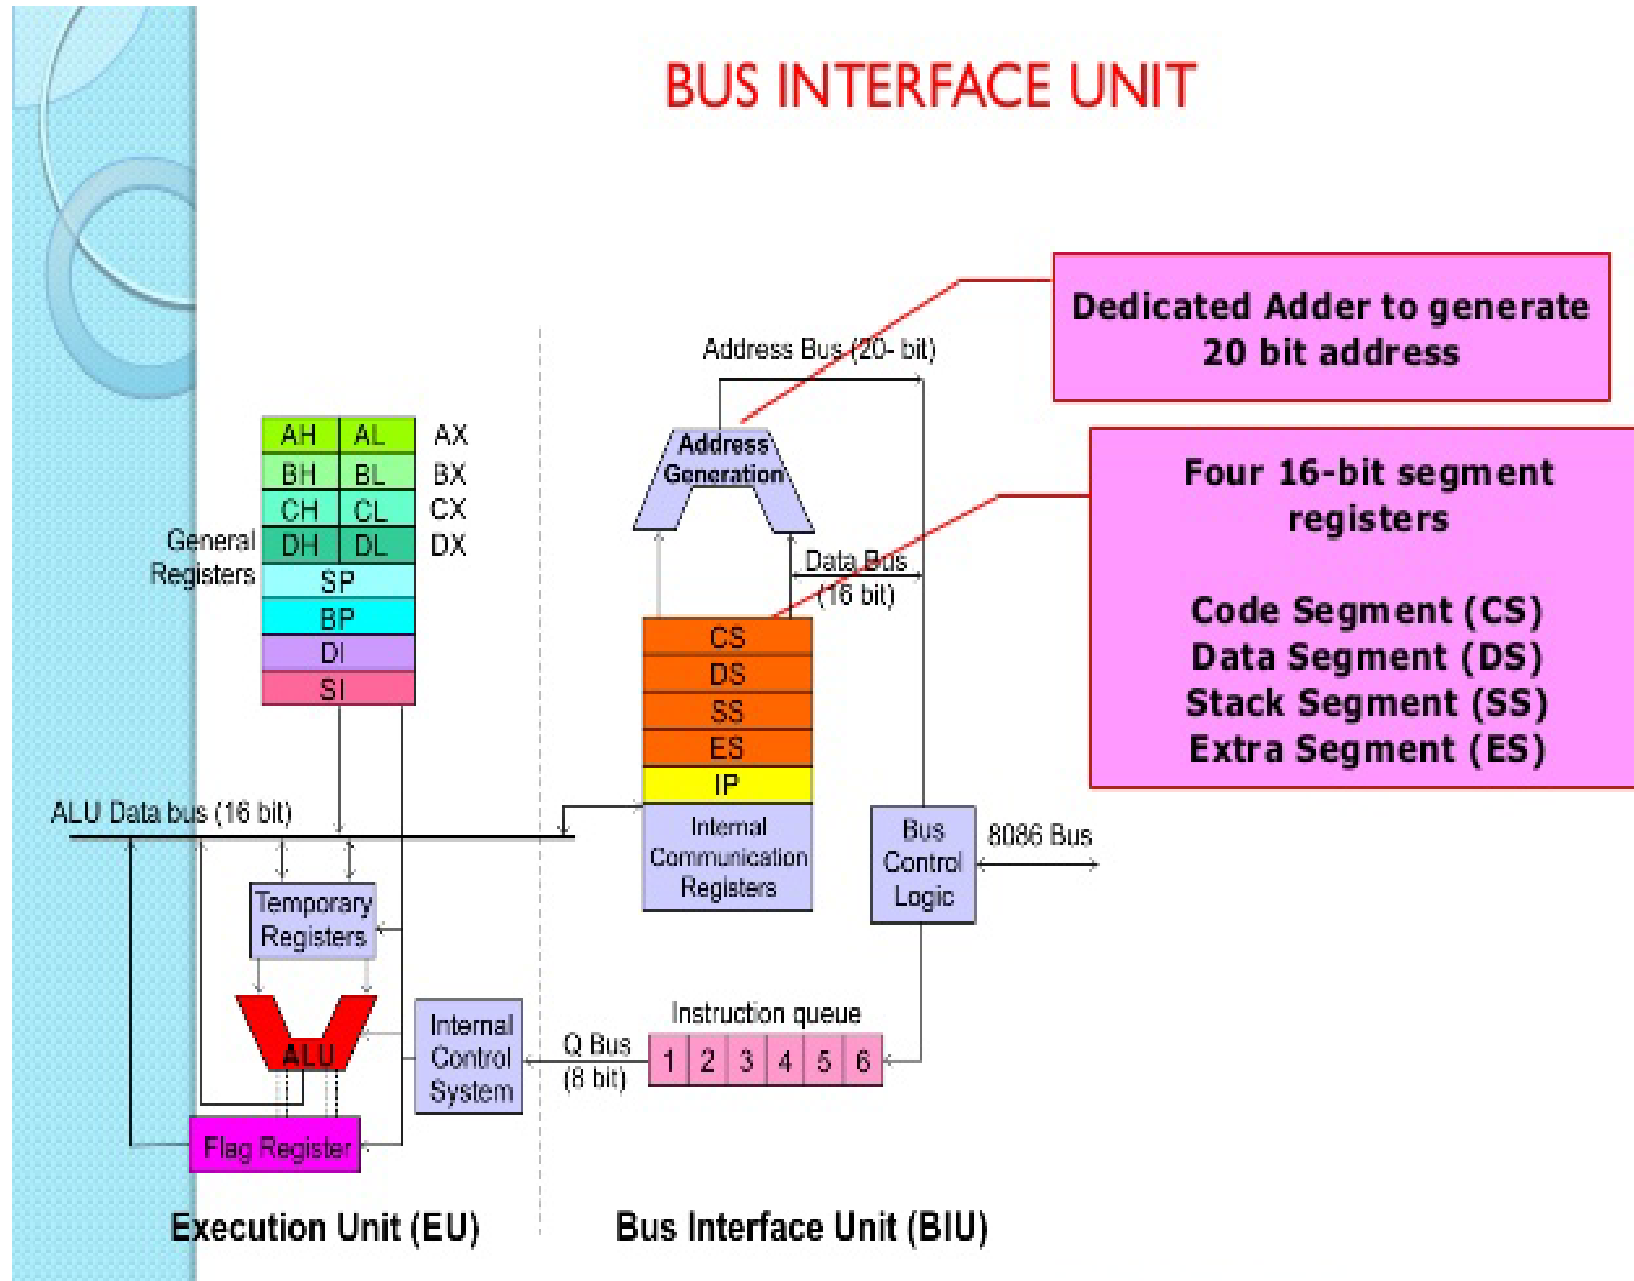 BUS INTERFACE UNIT
Dedicated Adder to generate
20 bit address
Address Bus (20- bit)
Address
Generation
Four 16-bit segment
registers
Code Segment (CS)
Data Segment (DS)
Stack Segment (SS)
Extra Segment (ES)
AH AL AX
BH BL BX
CH CL CX
DH DL DX
General
Registers
SP
BP
DI
SI
Data Bus
(16 bit)
CS
DS
SS
ES
IP
Internal
Communication
Registers
ALU Data bus (16 bit)
Bus
Control
Logic
8086 Bus
Temporary
Registers
ALU
Internal
Control
System
Q Bus
(8 bit)
Instruction queue
1 2 3 4 5 6
Flag Register
Execution Unit (EU)
Bus Interface Unit (BIU)